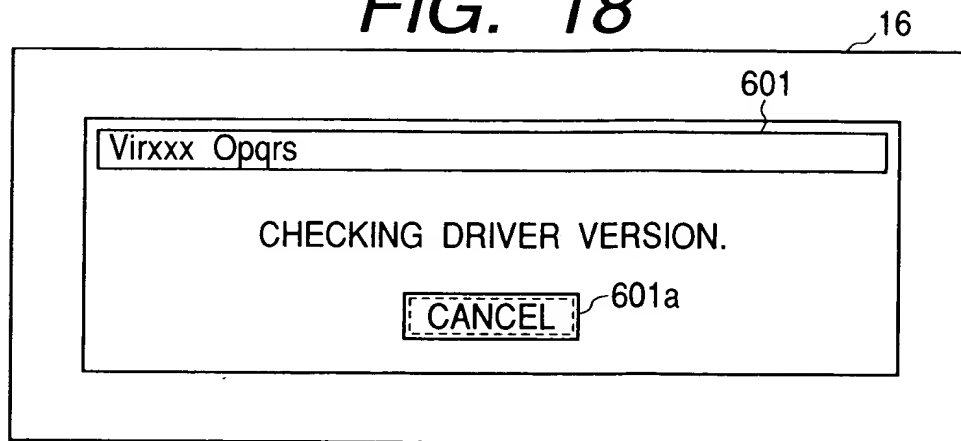 FIG. 18
16
601
Virxxx Opqrs
CHECKING DRIVER VERSION.
CANCEL
601a